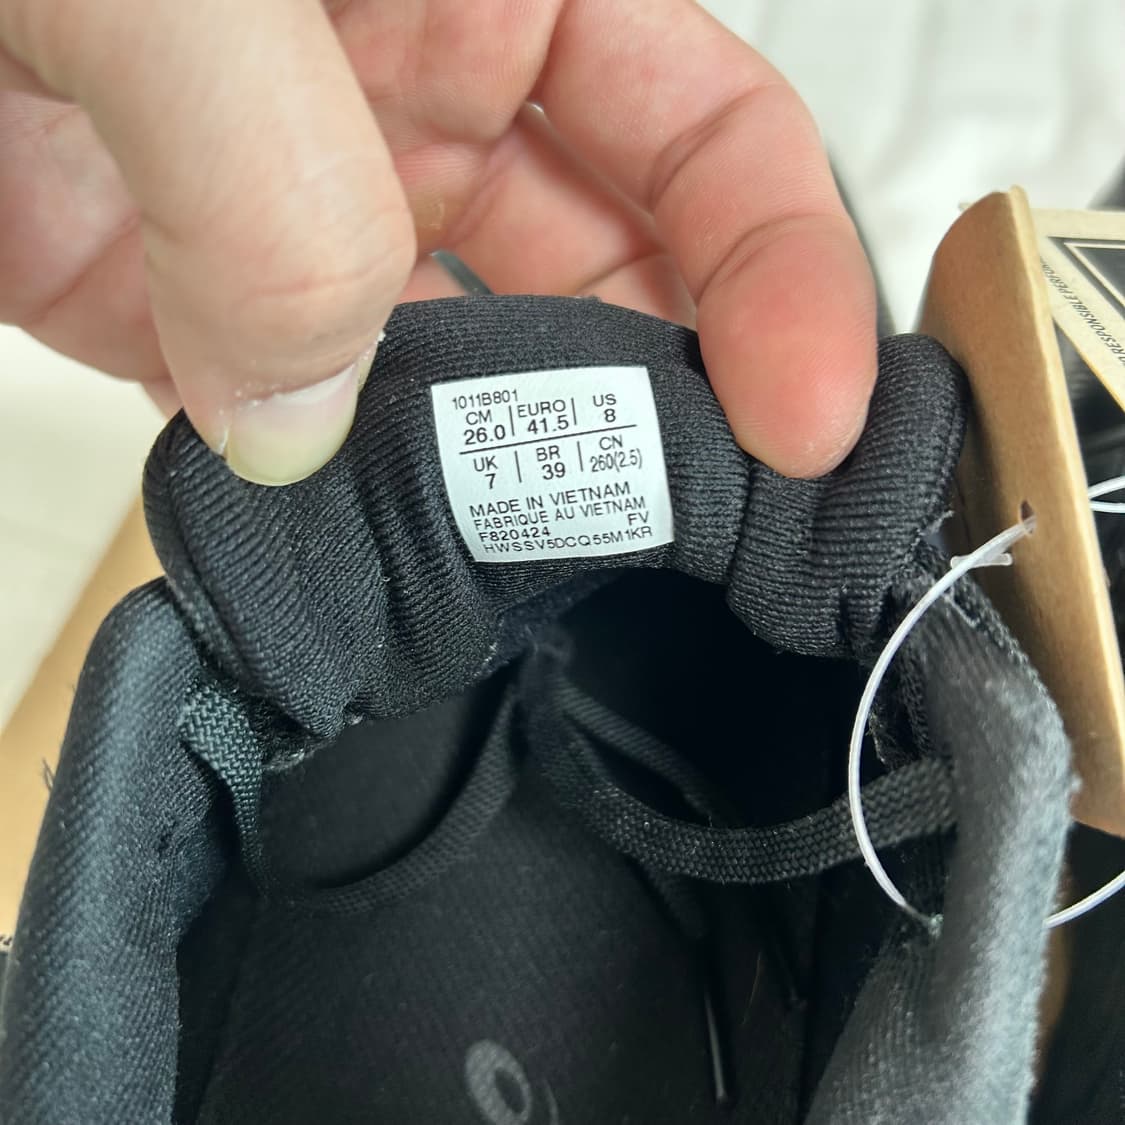 1011B801
CM EURO US
26.0 41.5 8
UK BR CN
7 39 260(2.5)
MADE IN VIETNAM
FABRIQUE AU VIETNAM
F820424 FV
HWSSV5DCQ55M1KR
RESPONSIBLE